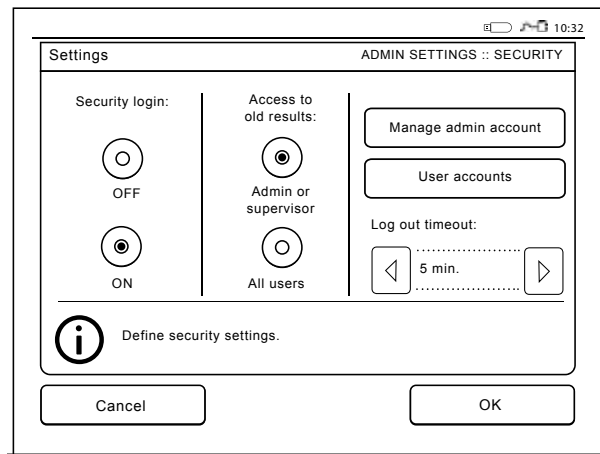 10:32
Settings
ADMIN SETTINGS :: SECURITY
Security login:
OFF
ON
Access to
old results:
Admin or
supervisor
All users
Manage admin account
User accounts
Log out timeout:
5 min.
Define security settings.
Cancel
OK